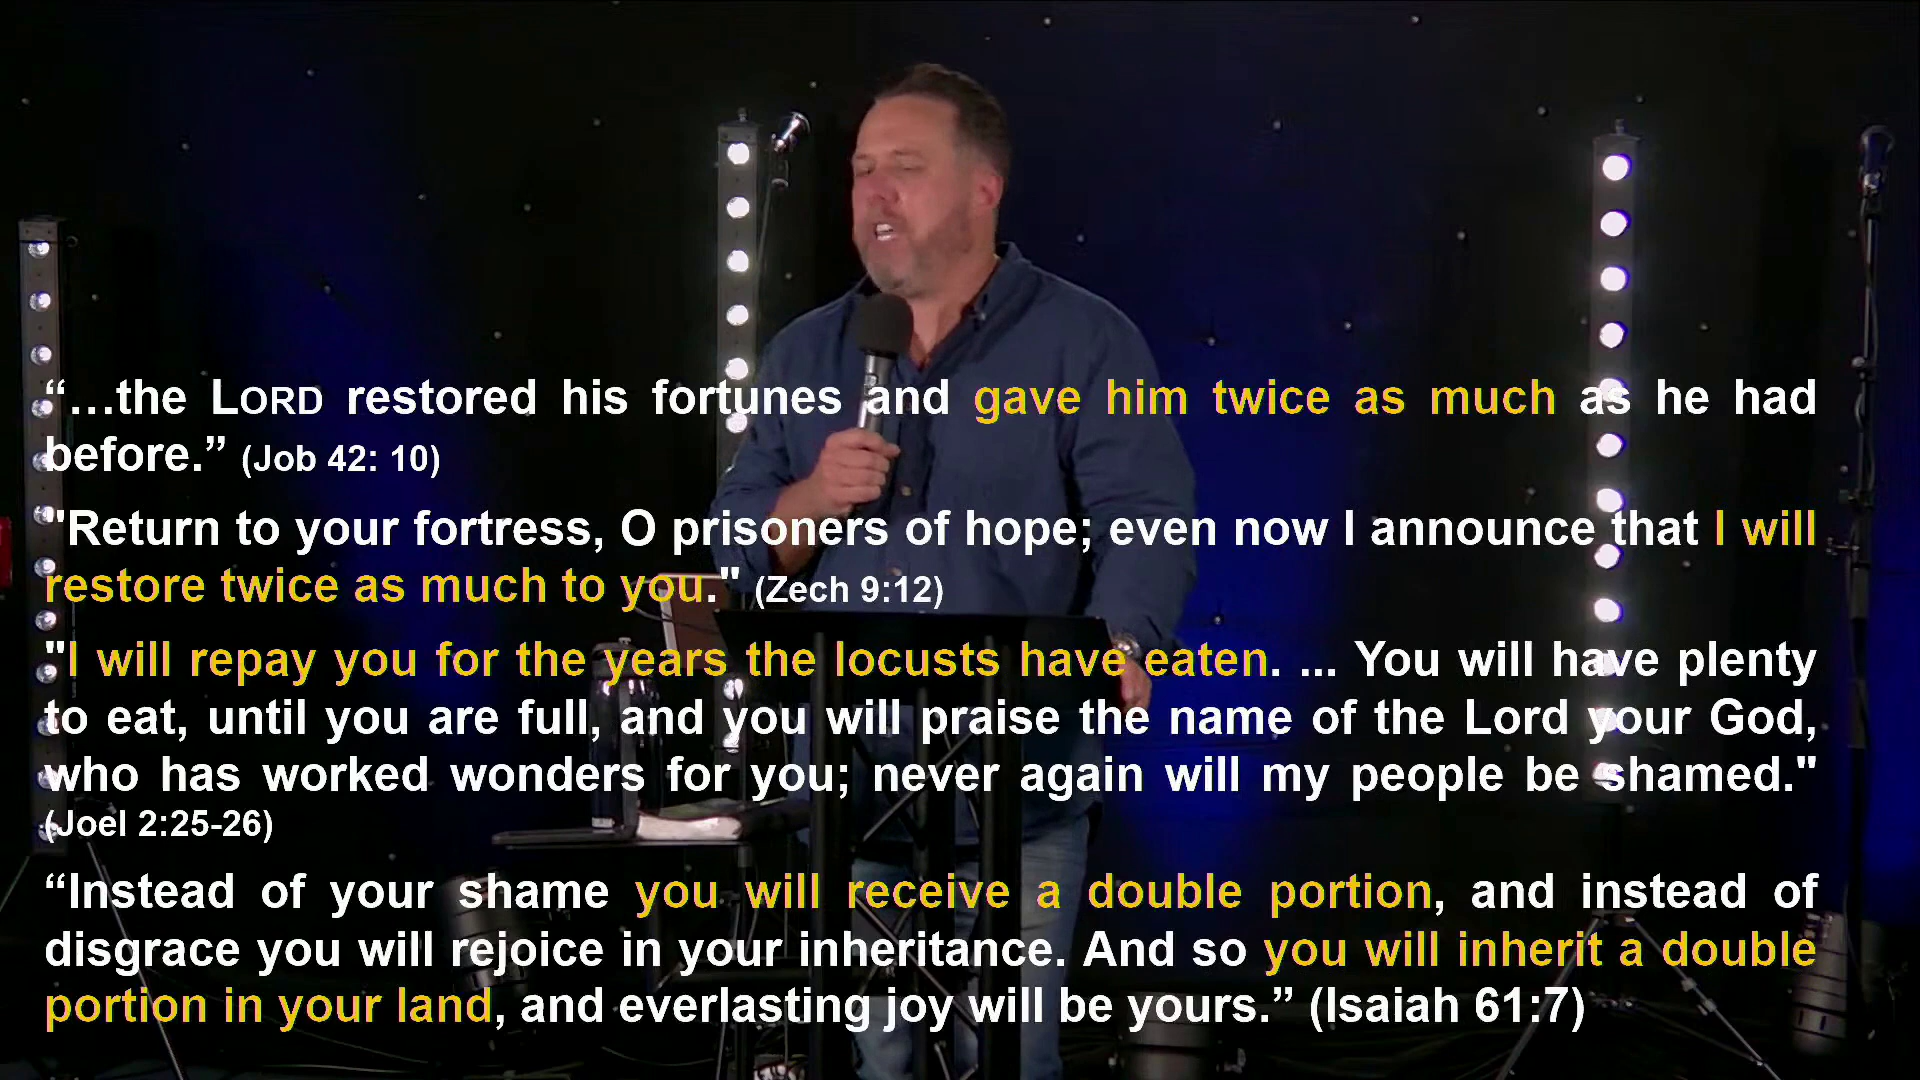 “…the LORD restored his fortunes and gave him twice as much as he had
before.” (Job 42: 10)
"Return to your fortress, O prisoners of hope; even now I announce that I will
restore twice as much to you." (Zech 9:12)
"I will repay you for the years the locusts have eaten. ... You will have plenty
to eat, until you are full, and you will praise the name of the Lord your God,
who has worked wonders for you; never again will my people be shamed."
(Joel 2:25-26)
“Instead of your shame you will receive a double portion, and instead of
disgrace you will rejoice in your inheritance. And so you will inherit a double
portion in your land, and everlasting joy will be yours.” (Isaiah 61:7)